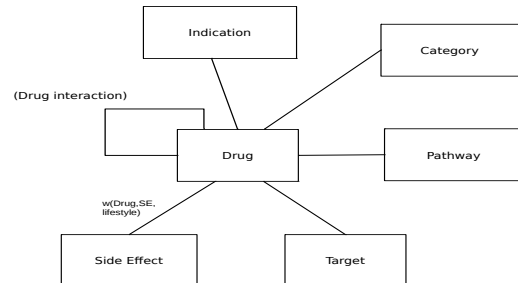 Indication
Category
(Drug interaction)
Drug
Pathway
w(Drug,SE,
lifestyle)
Side Effect
Target